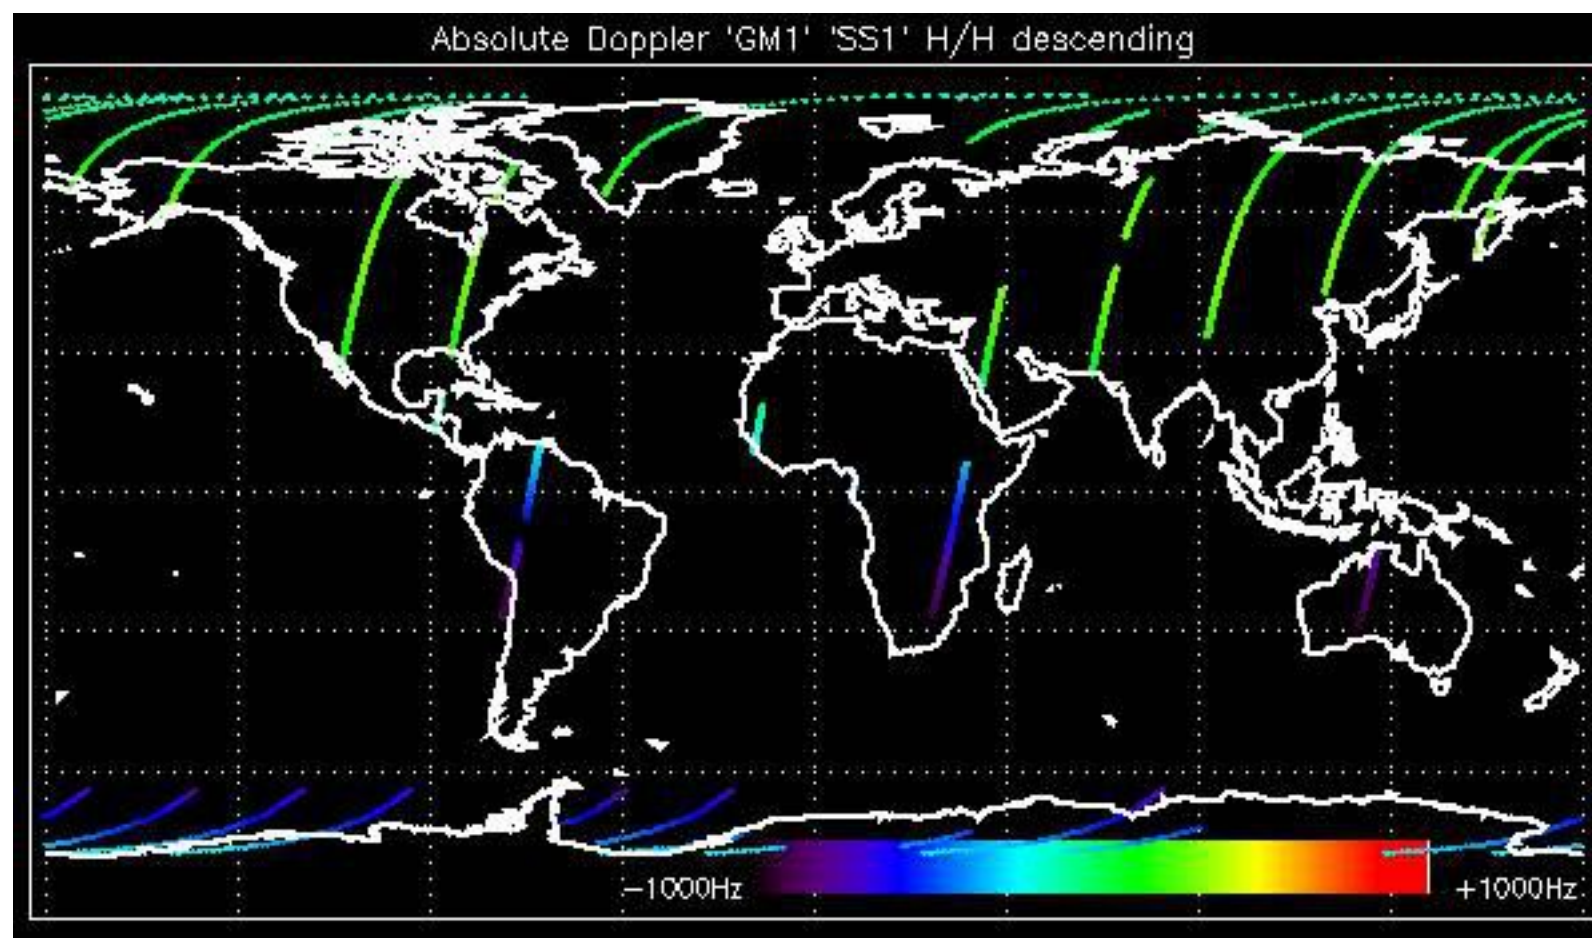 Absolute Doppler 'GM1' 'SS1' H/H descending
−1000Hz
+1000Hz